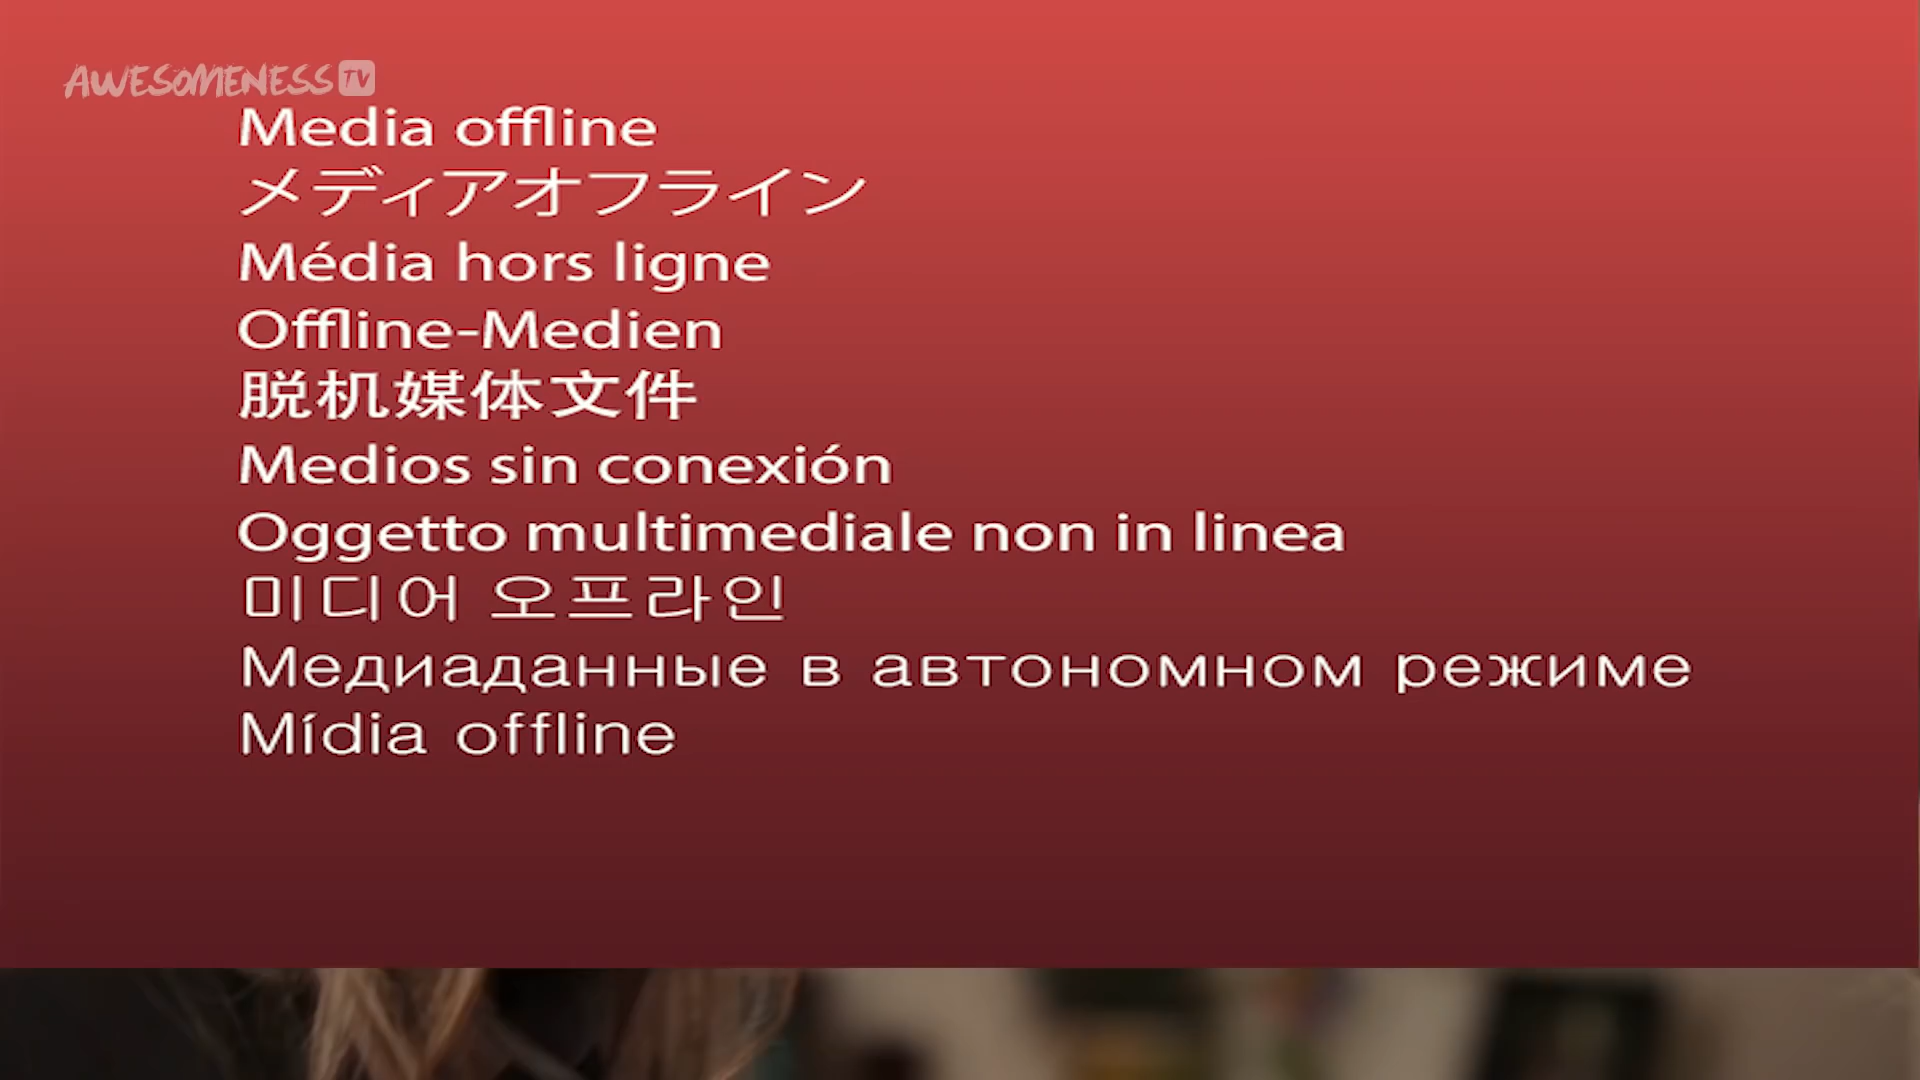 AWESOMENESS TV
Media offline
メディアオフライン
Média hors ligne
Offline-Medien
脱机媒体文件
Medios sin conexión
Oggetto multimediale non in linea
미디어 오프라인
Медиаданные в автономном режиме
Mídia offline